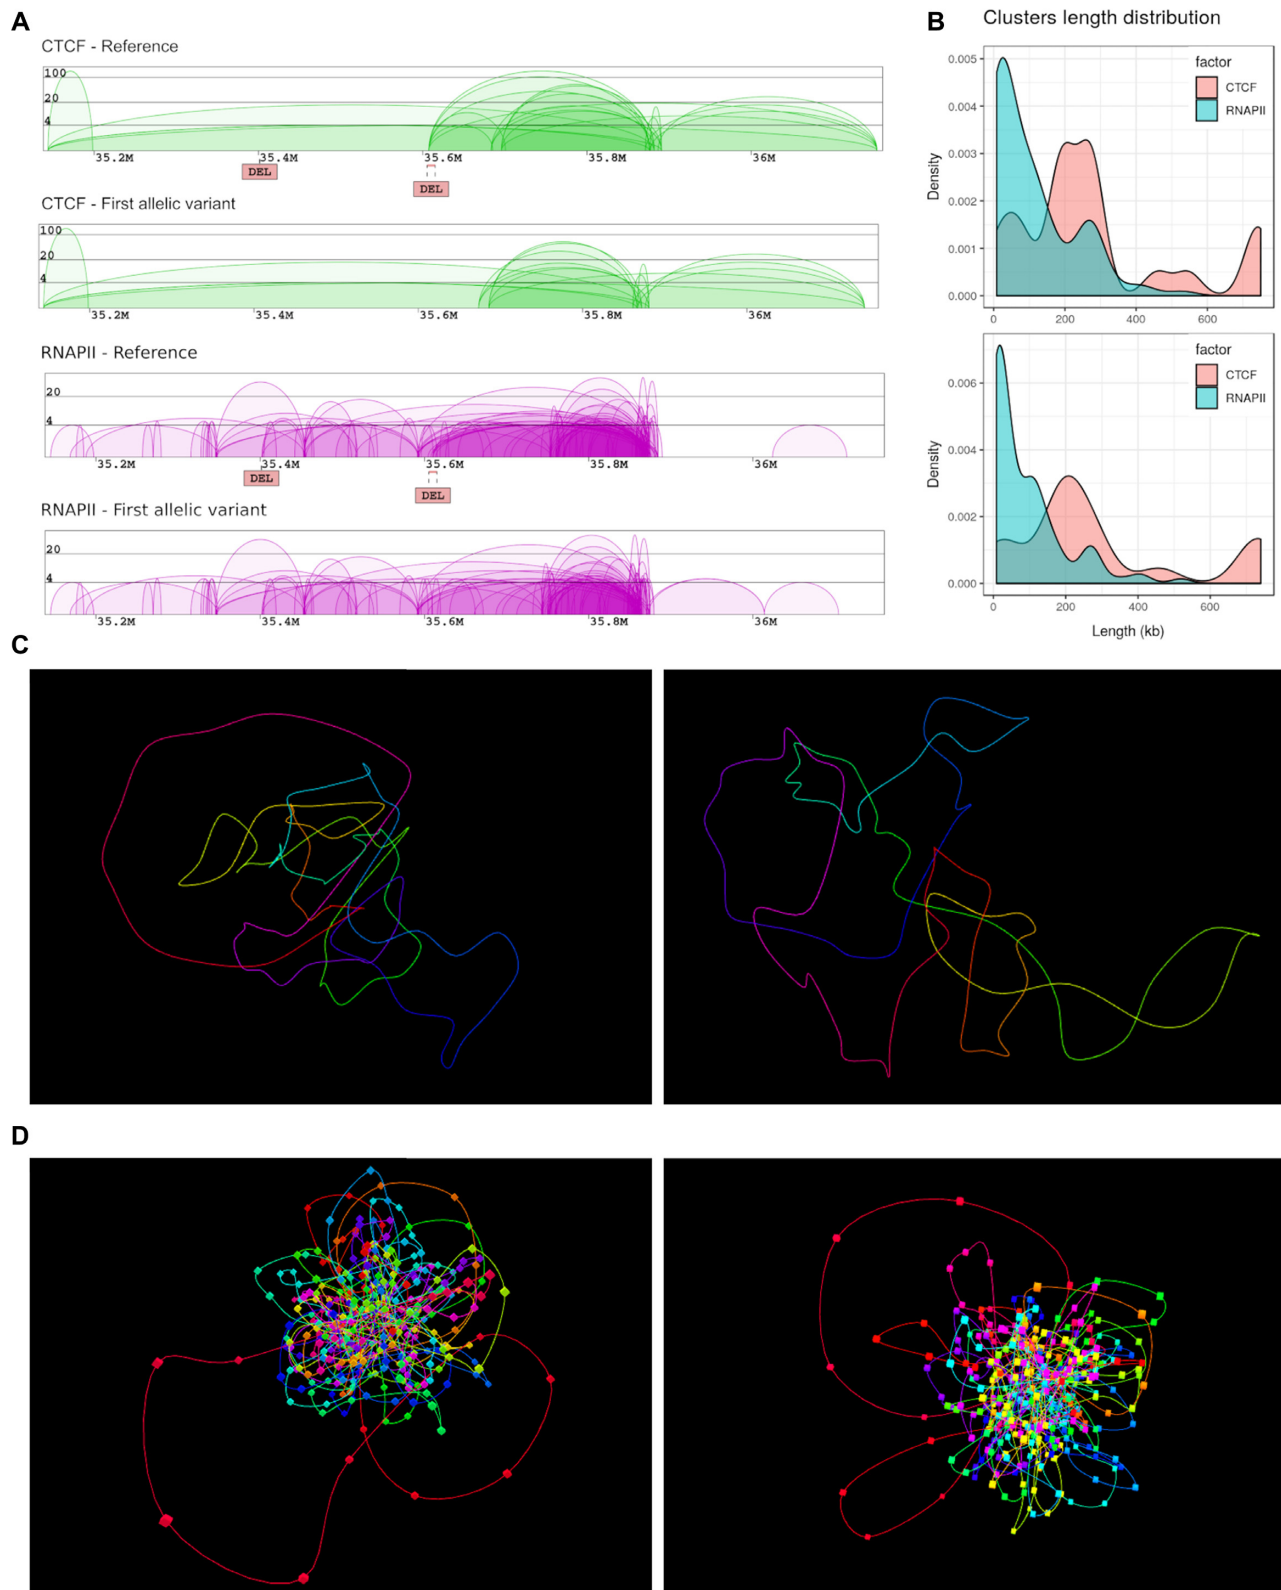 A
CTCF - Reference
100
20
4
35.2M 35.4M 35.6M 35.8M 36M
DEL
DEL
CTCF - First allelic variant
100
20
4
35.2M 35.4M 35.6M 35.8M 36M
RNAPII - Reference
20
4
35.2M 35.4M 35.6M 35.8M 36M
DEL
DEL
RNAPII - First allelic variant
20
4
35.2M 35.4M 35.6M 35.8M 36M
B
Clusters length distribution
0.005
0.004
0.003
0.002
0.001
0.000
Density
factor
CTCF
RNAPII
0 200 400 600
0.006
0.004
0.002
0.000
Density
factor
CTCF
RNAPII
0 200 400 600
Length (kb)
C
D